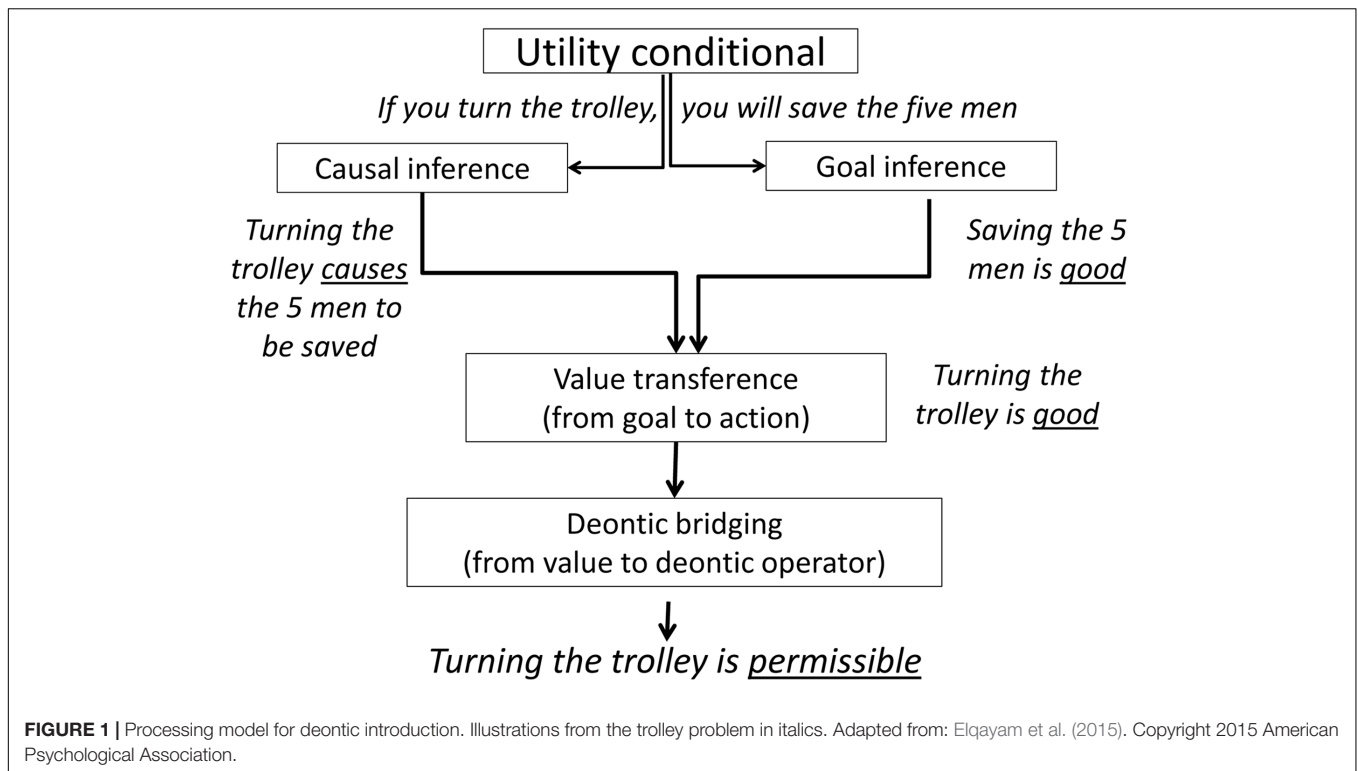 Utility conditional
If you turn the trolley, you will save the five men
Causal inference
Goal inference
Turning the
trolley causes
the 5 men to
be saved
Saving the 5
men is good
Value transference
(from goal to action)
Turning the
trolley is good
Deontic bridging
(from value to deontic operator)
Turning the trolley is permissible
FIGURE 1 | Processing model for deontic introduction. Illustrations from the trolley problem in italics. Adapted from: Elqayam et al. (2015). Copyright 2015 American
Psychological Association.